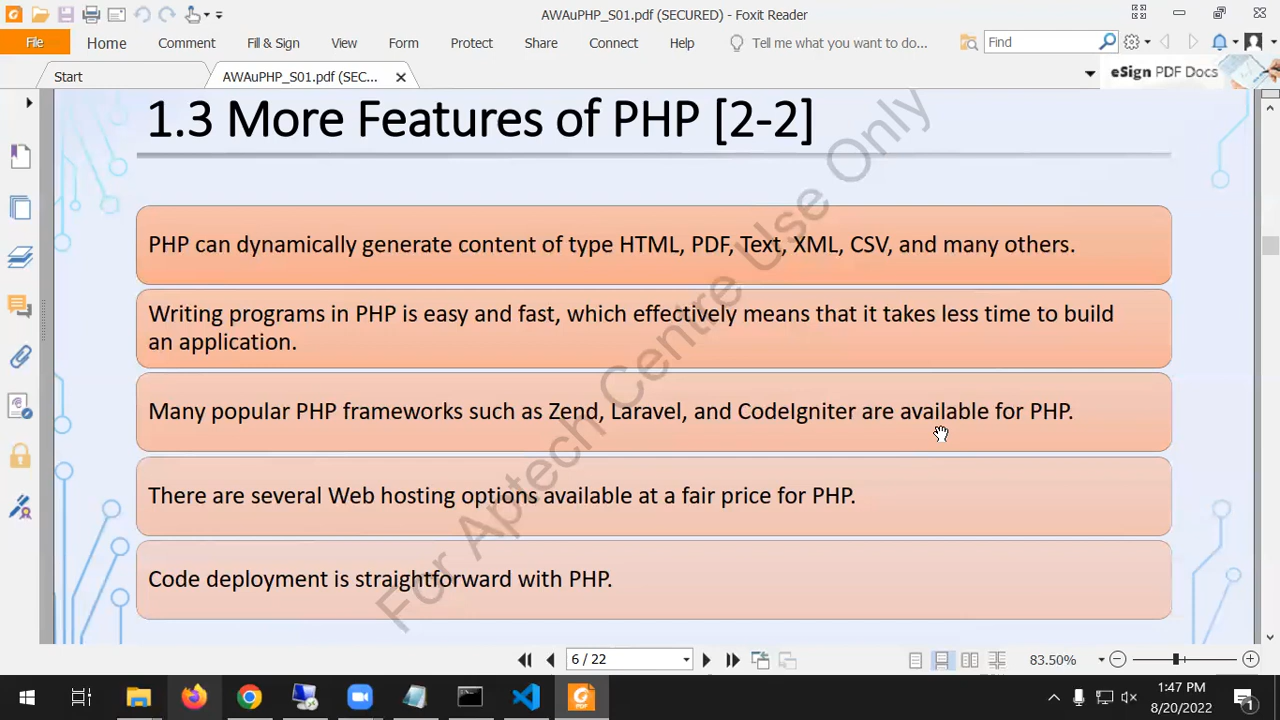 AWAuPHP_S01.pdf (SECURED) - Foxit Reader
File Home Comment Fill & Sign View Form Protect Share Connect Help Tell me what you want to do... Find
Start AWAuPHP_S01.pdf (SEC... eSign PDF Docs
1.3 More Features of PHP [2-2]
PHP can dynamically generate content of type HTML, PDF, Text, XML, CSV, and many others.
Writing programs in PHP is easy and fast, which effectively means that it takes less time to build
an application.
Many popular PHP frameworks such as Zend, Laravel, and CodeIgniter are available for PHP.
There are several Web hosting options available at a fair price for PHP.
Code deployment is straightforward with PHP.
For Aptech Centre Use Only
6 / 22 83.50%
1:47 PM
8/20/2022
1